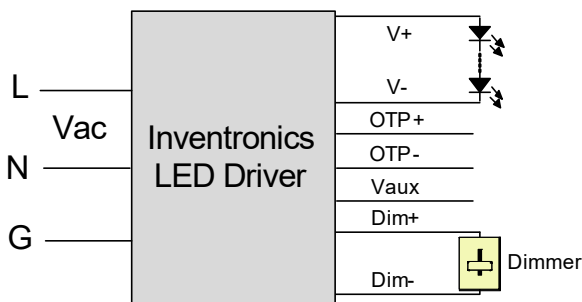 L
Vac
N
G
Inventronics
LED Driver
V+
V-
OTP+
OTP-
Vaux
Dim+
Dim-
Dimmer